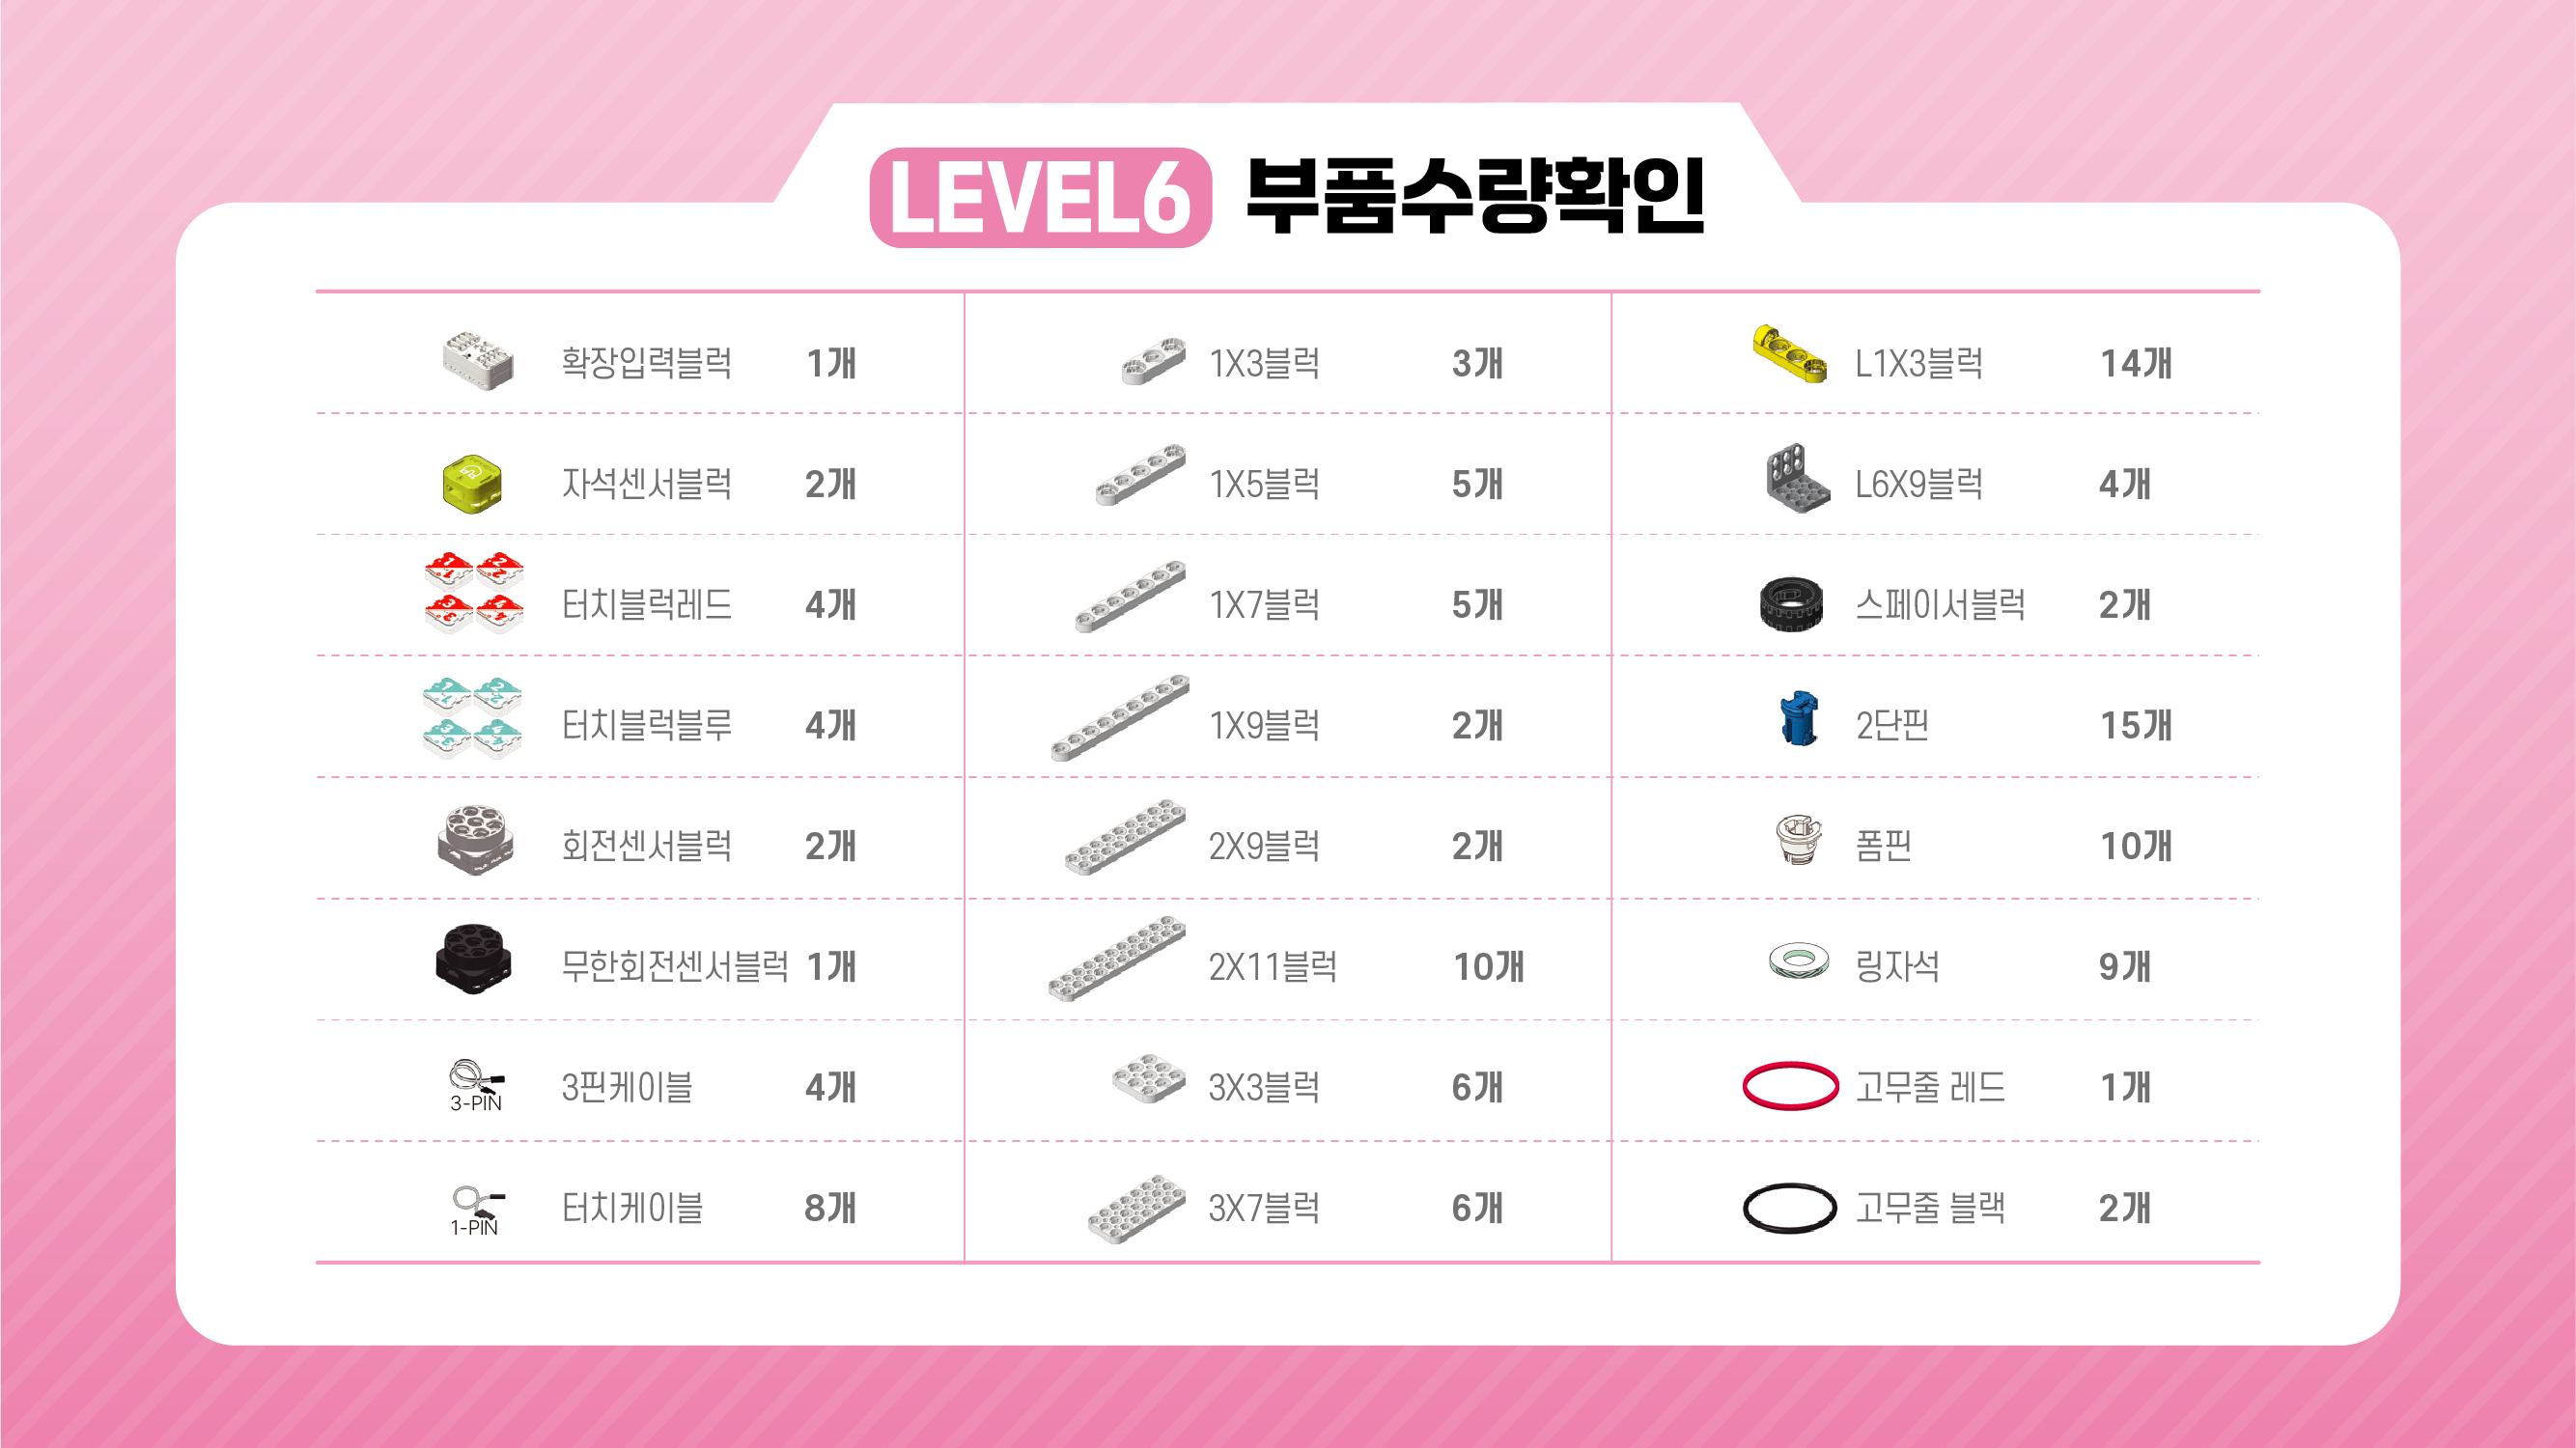 LEVEL6 부품수량확인
확장입력블럭 1개
1X3블럭 3개
L1X3블럭 14개
자석센서블럭 2개
1X5블럭 5개
L6X9블럭 4개
터치블럭레드 4개
1X7블럭 5개
스페이서블럭 2개
터치블럭블루 4개
1X9블럭 2개
2단핀 15개
회전센서블럭 2개
2X9블럭 2개
폼핀 10개
무한회전센서블럭 1개
2X11블럭 10개
링자석 9개
3-PIN
3핀케이블 4개
3X3블럭 6개
고무줄 레드 1개
1-PIN
터치케이블 8개
3X7블럭 6개
고무줄 블랙 2개